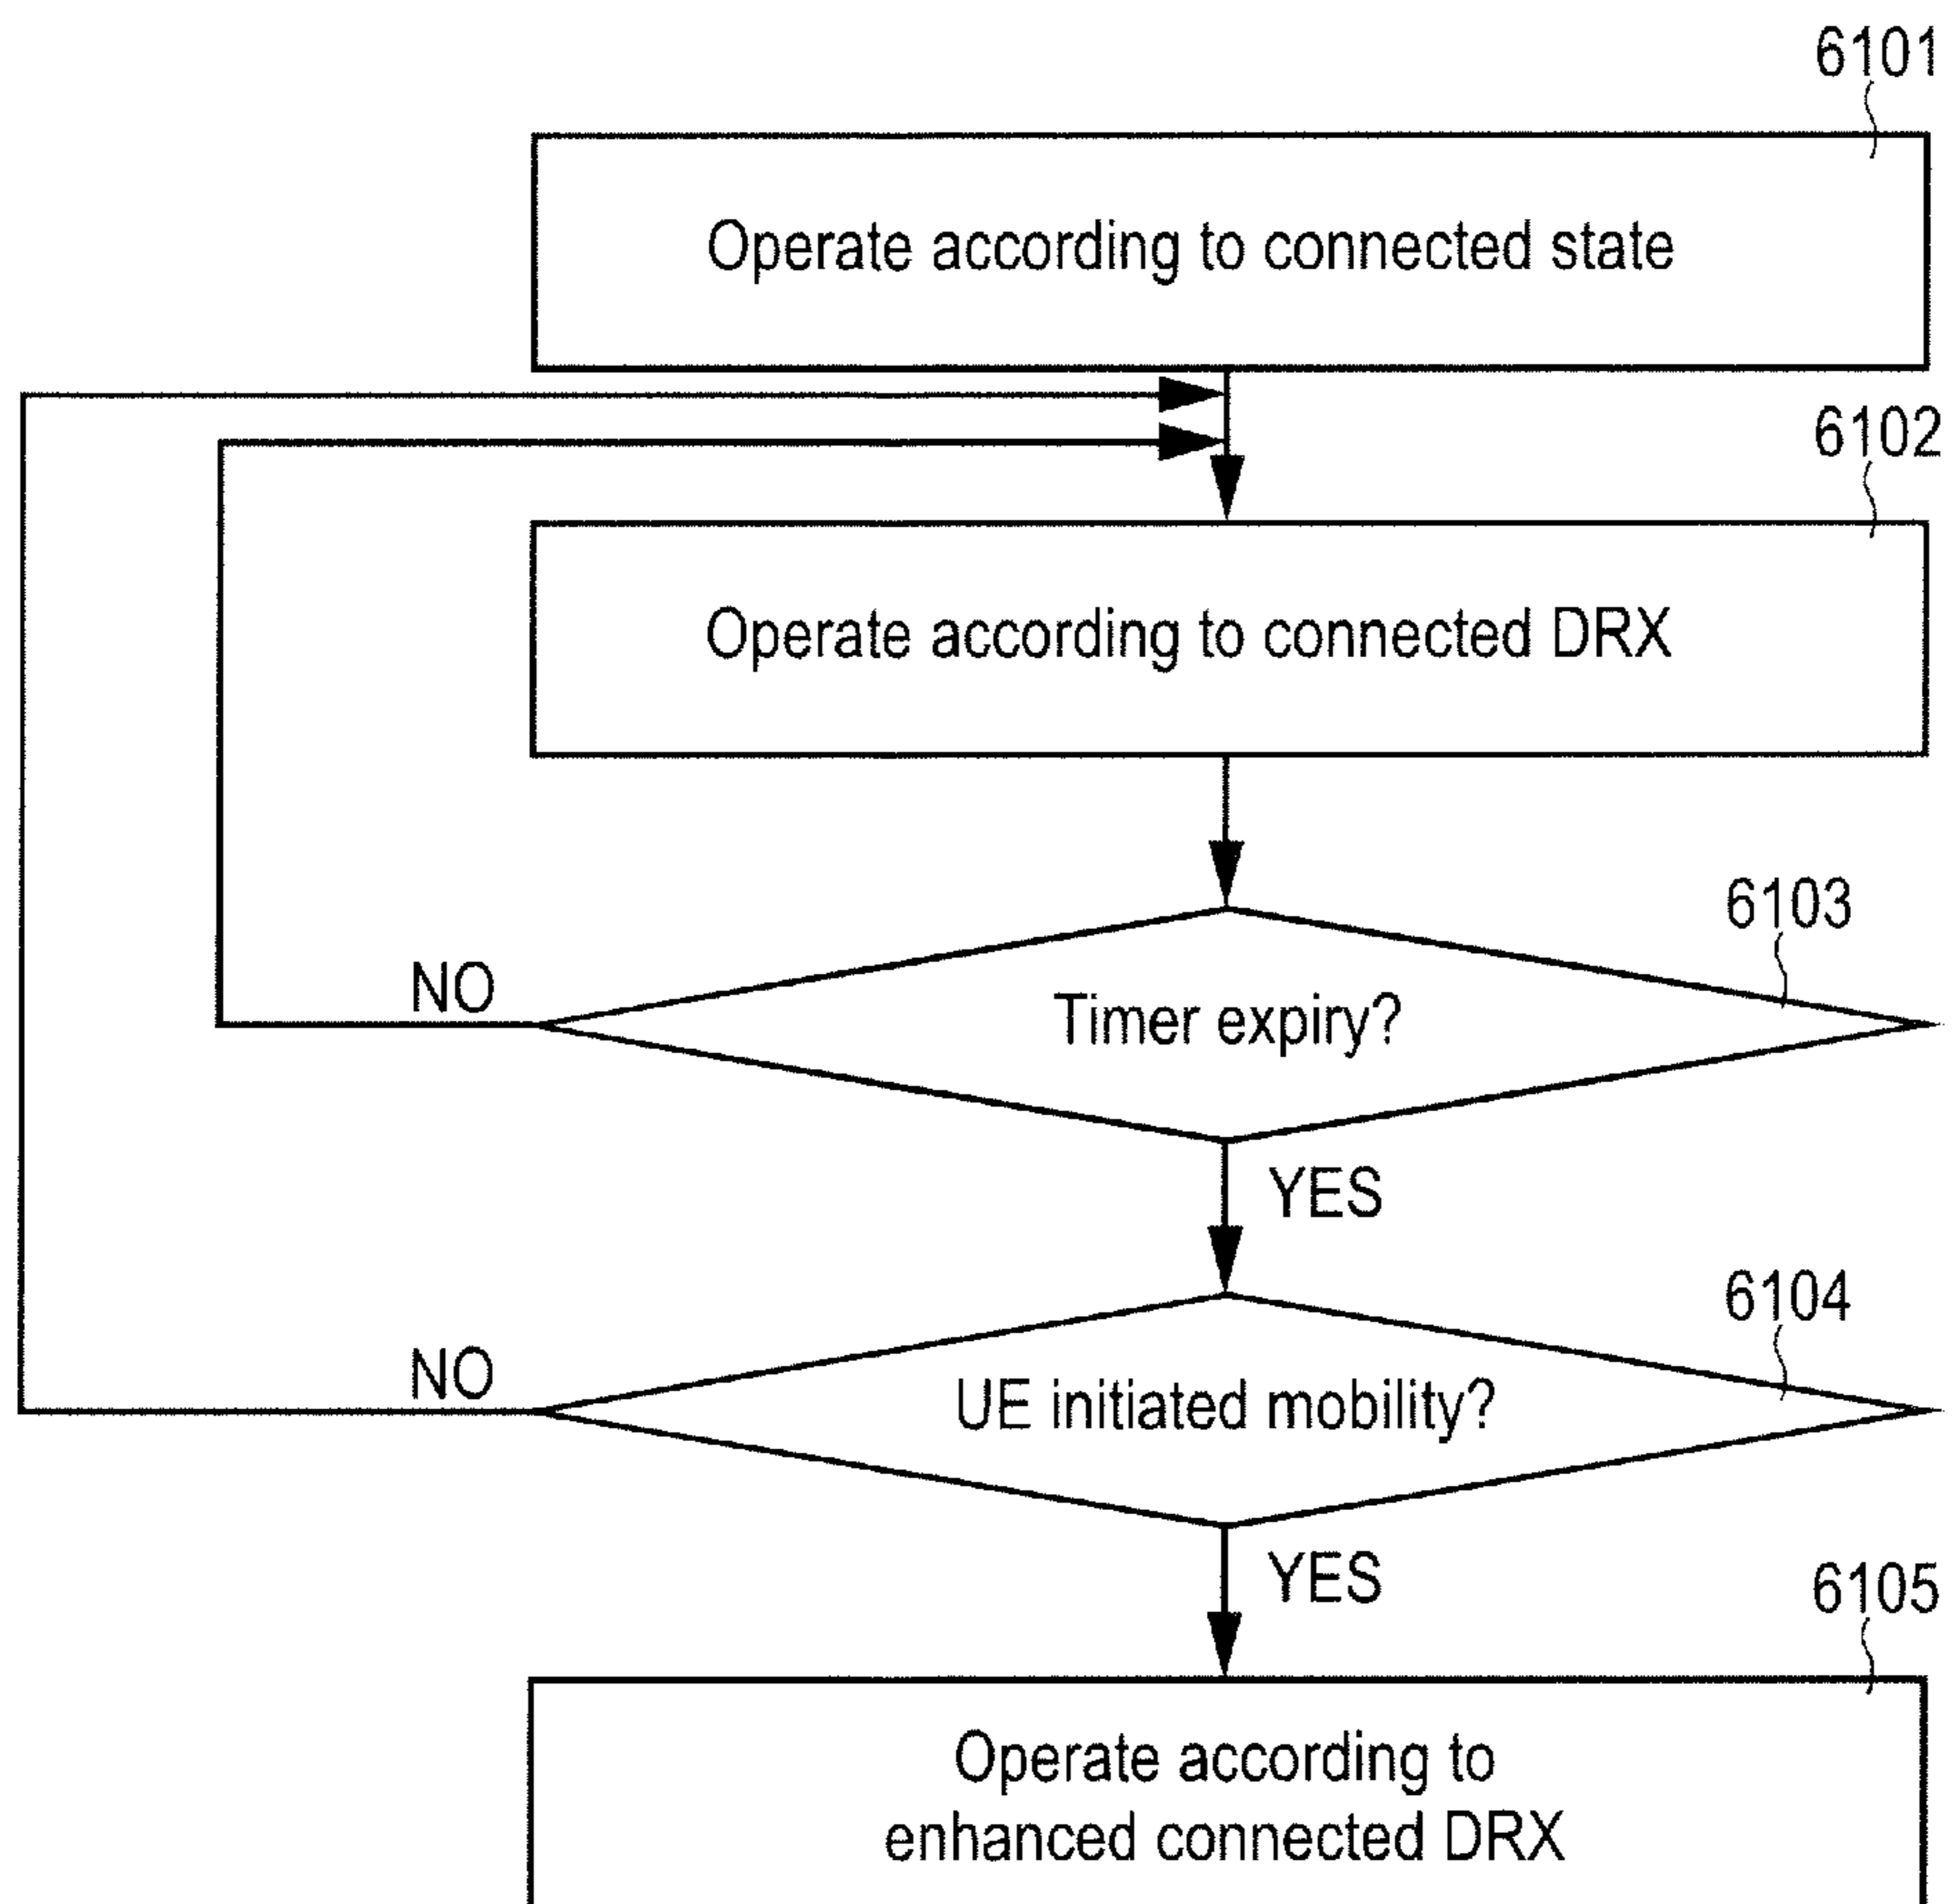 6101
Operate according to connected state
6102
Operate according to connected DRX
6103
Timer expiry?
NO
YES
6104
UE initiated mobility?
NO
YES
6105
Operate according to
enhanced connected DRX